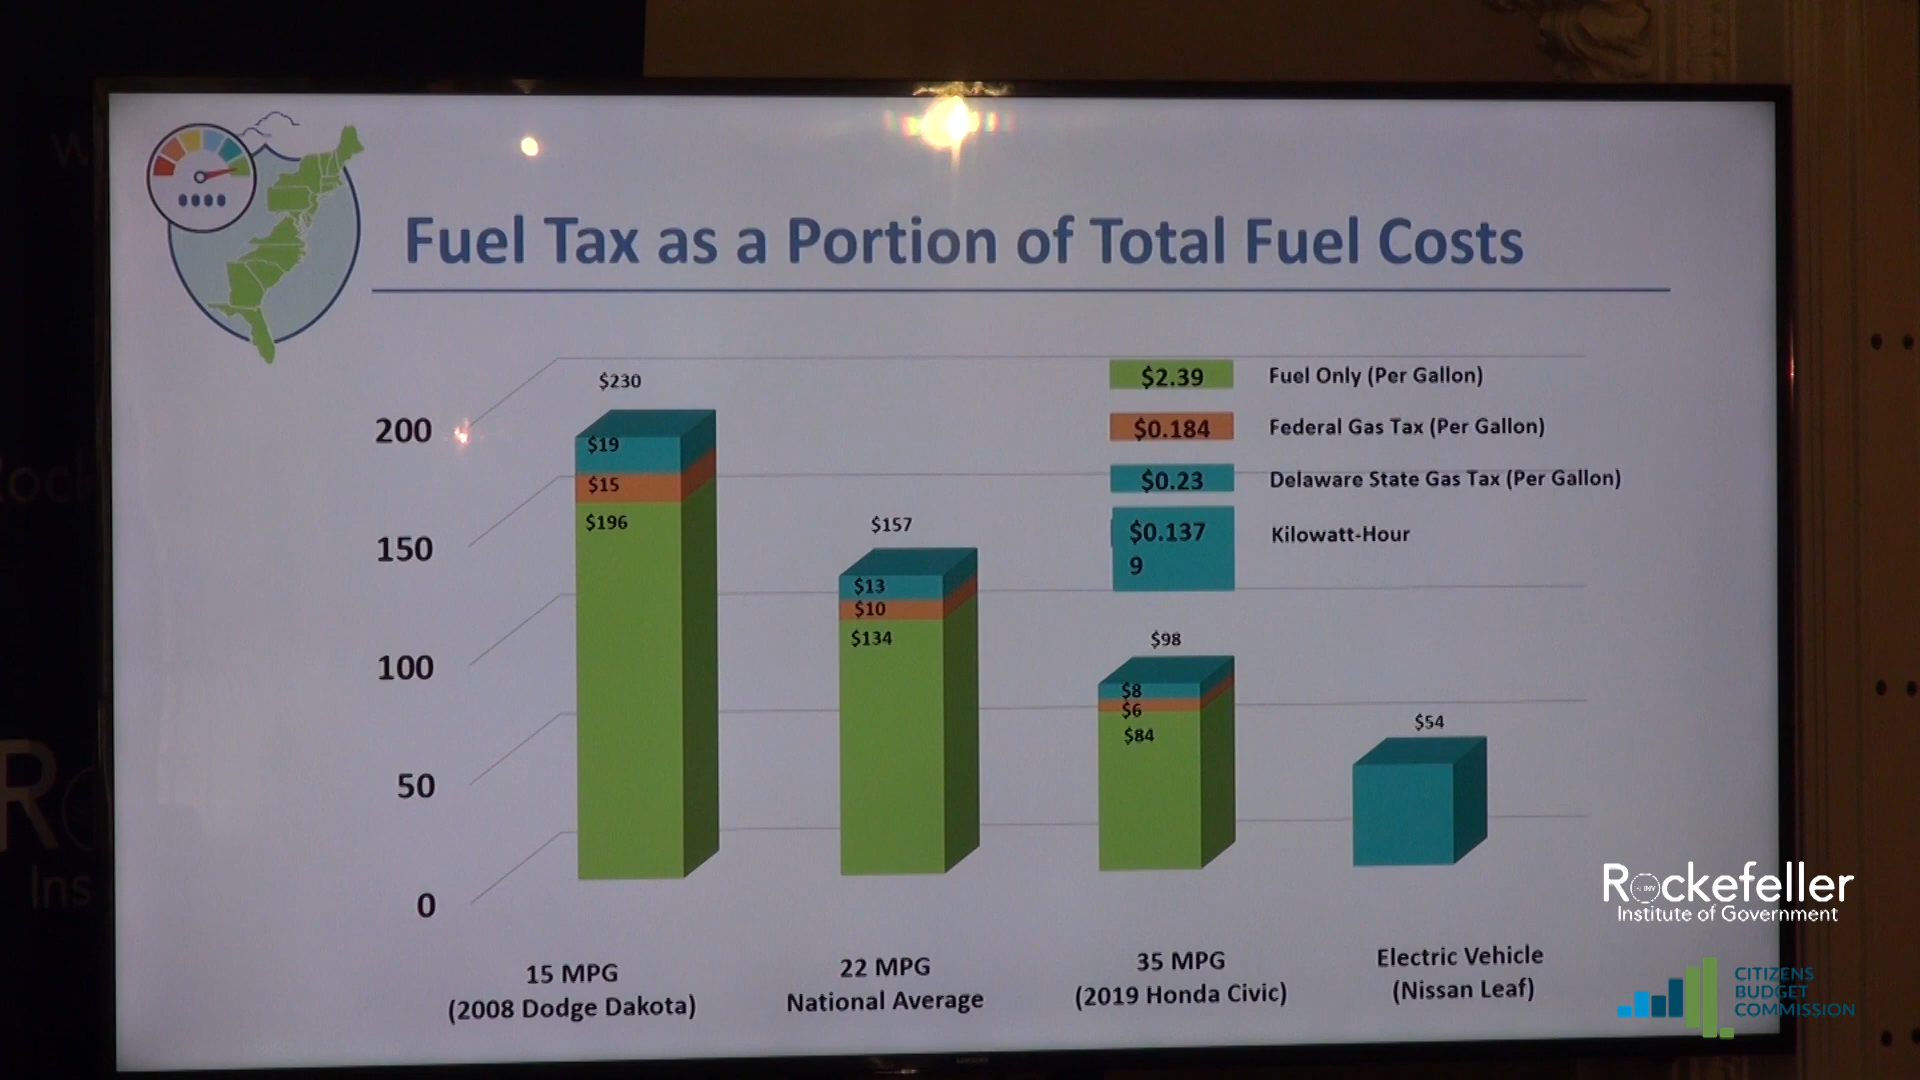 Fuel Tax as a Portion of Total Fuel Costs
200
150
100
50
0
$230
$19
$15
$196
$157
$13
$10
$134
$98
$8
$6
$84
$54
$2.39 Fuel Only (Per Gallon)
$0.184 Federal Gas Tax (Per Gallon)
$0.23 Delaware State Gas Tax (Per Gallon)
$0.137 Kilowatt-Hour
9
15 MPG
(2008 Dodge Dakota)
22 MPG
National Average
35 MPG
(2019 Honda Civic)
Electric Vehicle
(Nissan Leaf)
Rockefeller
Institute of Government
CITIZENS
BUDGET
COMMISSION